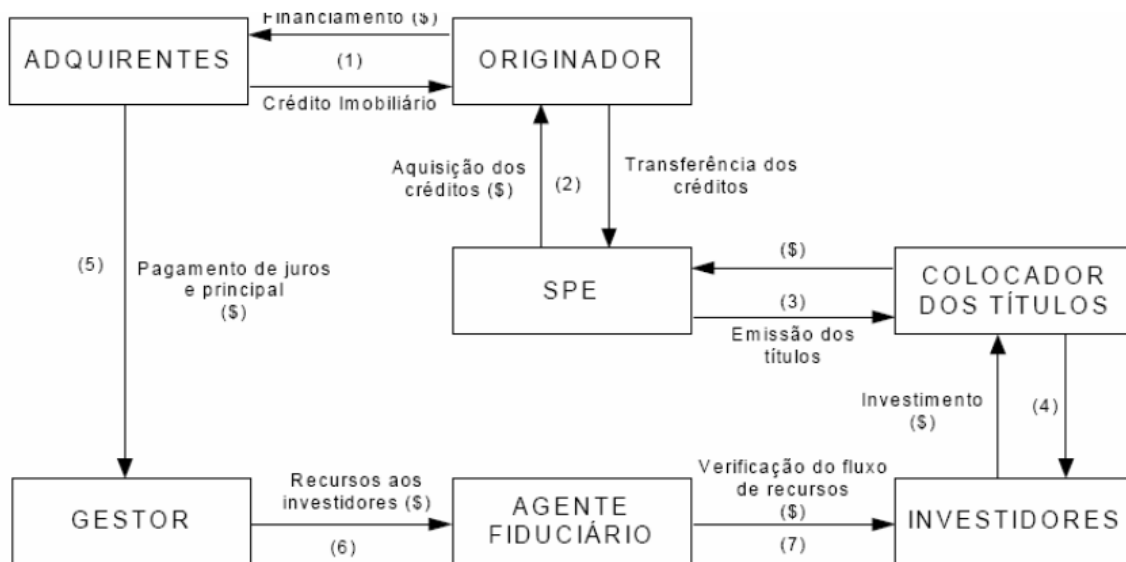 Financiamento ($)
ADQUIRENTES
(1)
ORIGINADOR
Crédito Imobiliário
Aquisição dos
créditos ($)
(2)
Transferência dos
créditos
(5)
Pagamento de juros
e principal
($)
SPE
($)
(3)
Emissão dos
títulos
COLOCADOR
DOS TÍTULOS
Investimento
($)
(4)
GESTOR
Recursos aos
investidores ($)
(6)
AGENTE
FIDUCIÁRIO
Verificação do fluxo
de recursos
($)
(7)
INVESTIDORES